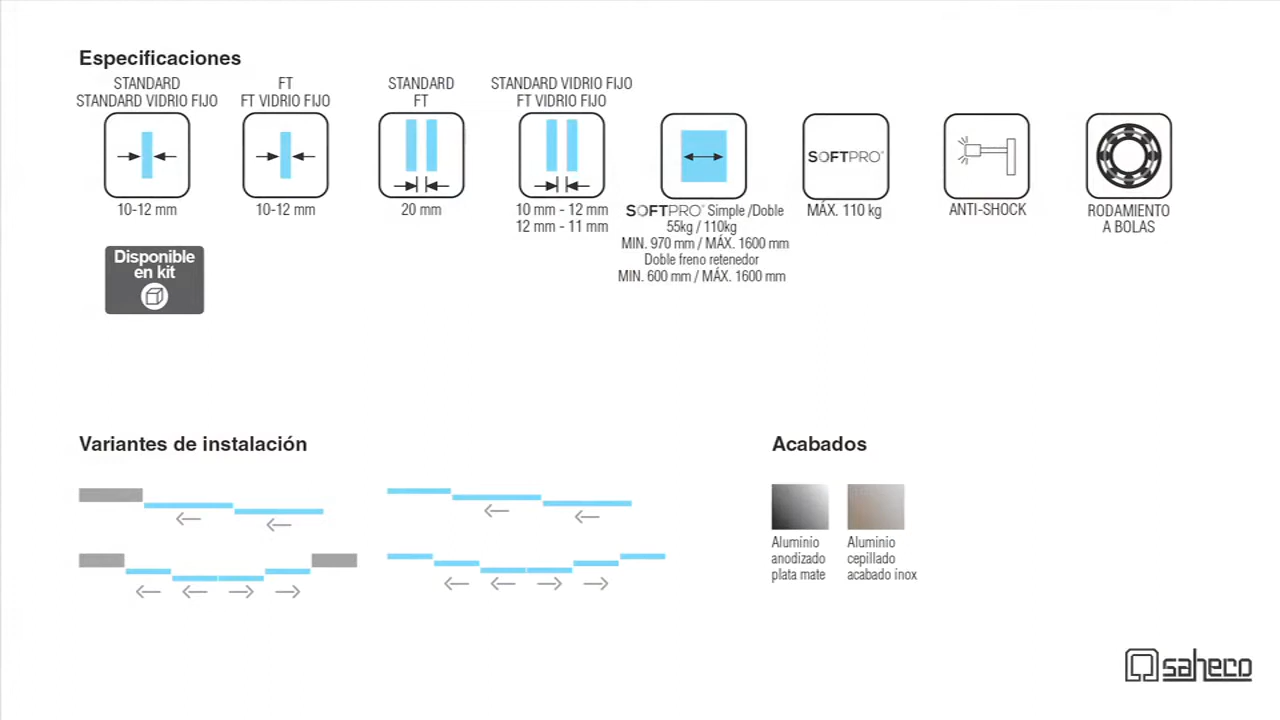 Especificaciones
STANDARD
STANDARD VIDRIO FIJO
10-12 mm
FT
FT VIDRIO FIJO
10-12 mm
STANDARD
FT
20 mm
STANDARD VIDRIO FIJO
FT VIDRIO FIJO
10 mm - 12 mm
12 mm - 11 mm
SOFTPRO® Simple /Doble
55kg / 110kg
MIN. 970 mm / MÁX. 1600 mm
Doble freno retenedor
MIN. 600 mm / MÁX. 1600 mm
SOFTPRO®
MÁX. 110 kg
ANTI-SHOCK
RODAMIENTO
A BOLAS
Disponible
en kit
Variantes de instalación
Acabados
Aluminio
anodizado
plata mate
Aluminio
cepillado
acabado inox
saheco